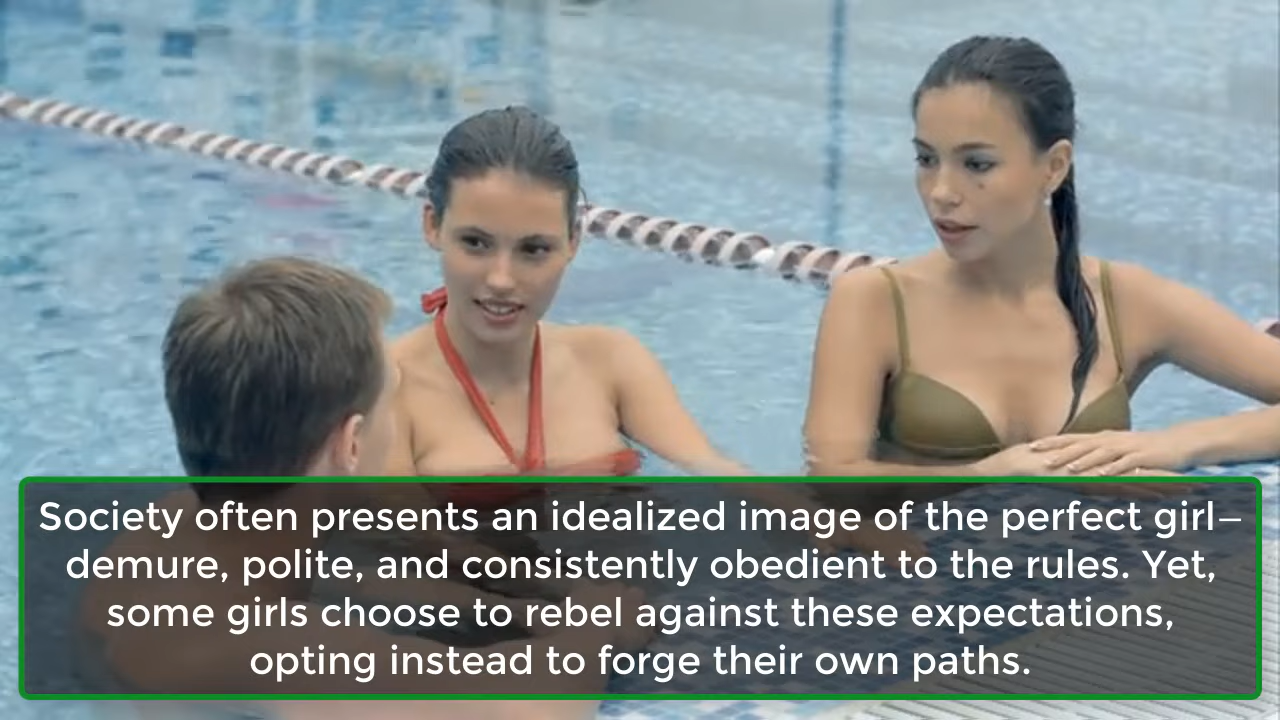 Society often presents an idealized image of the perfect girl—
demure, polite, and consistently obedient to the rules. Yet,
some girls choose to rebel against these expectations,
opting instead to forge their own paths.